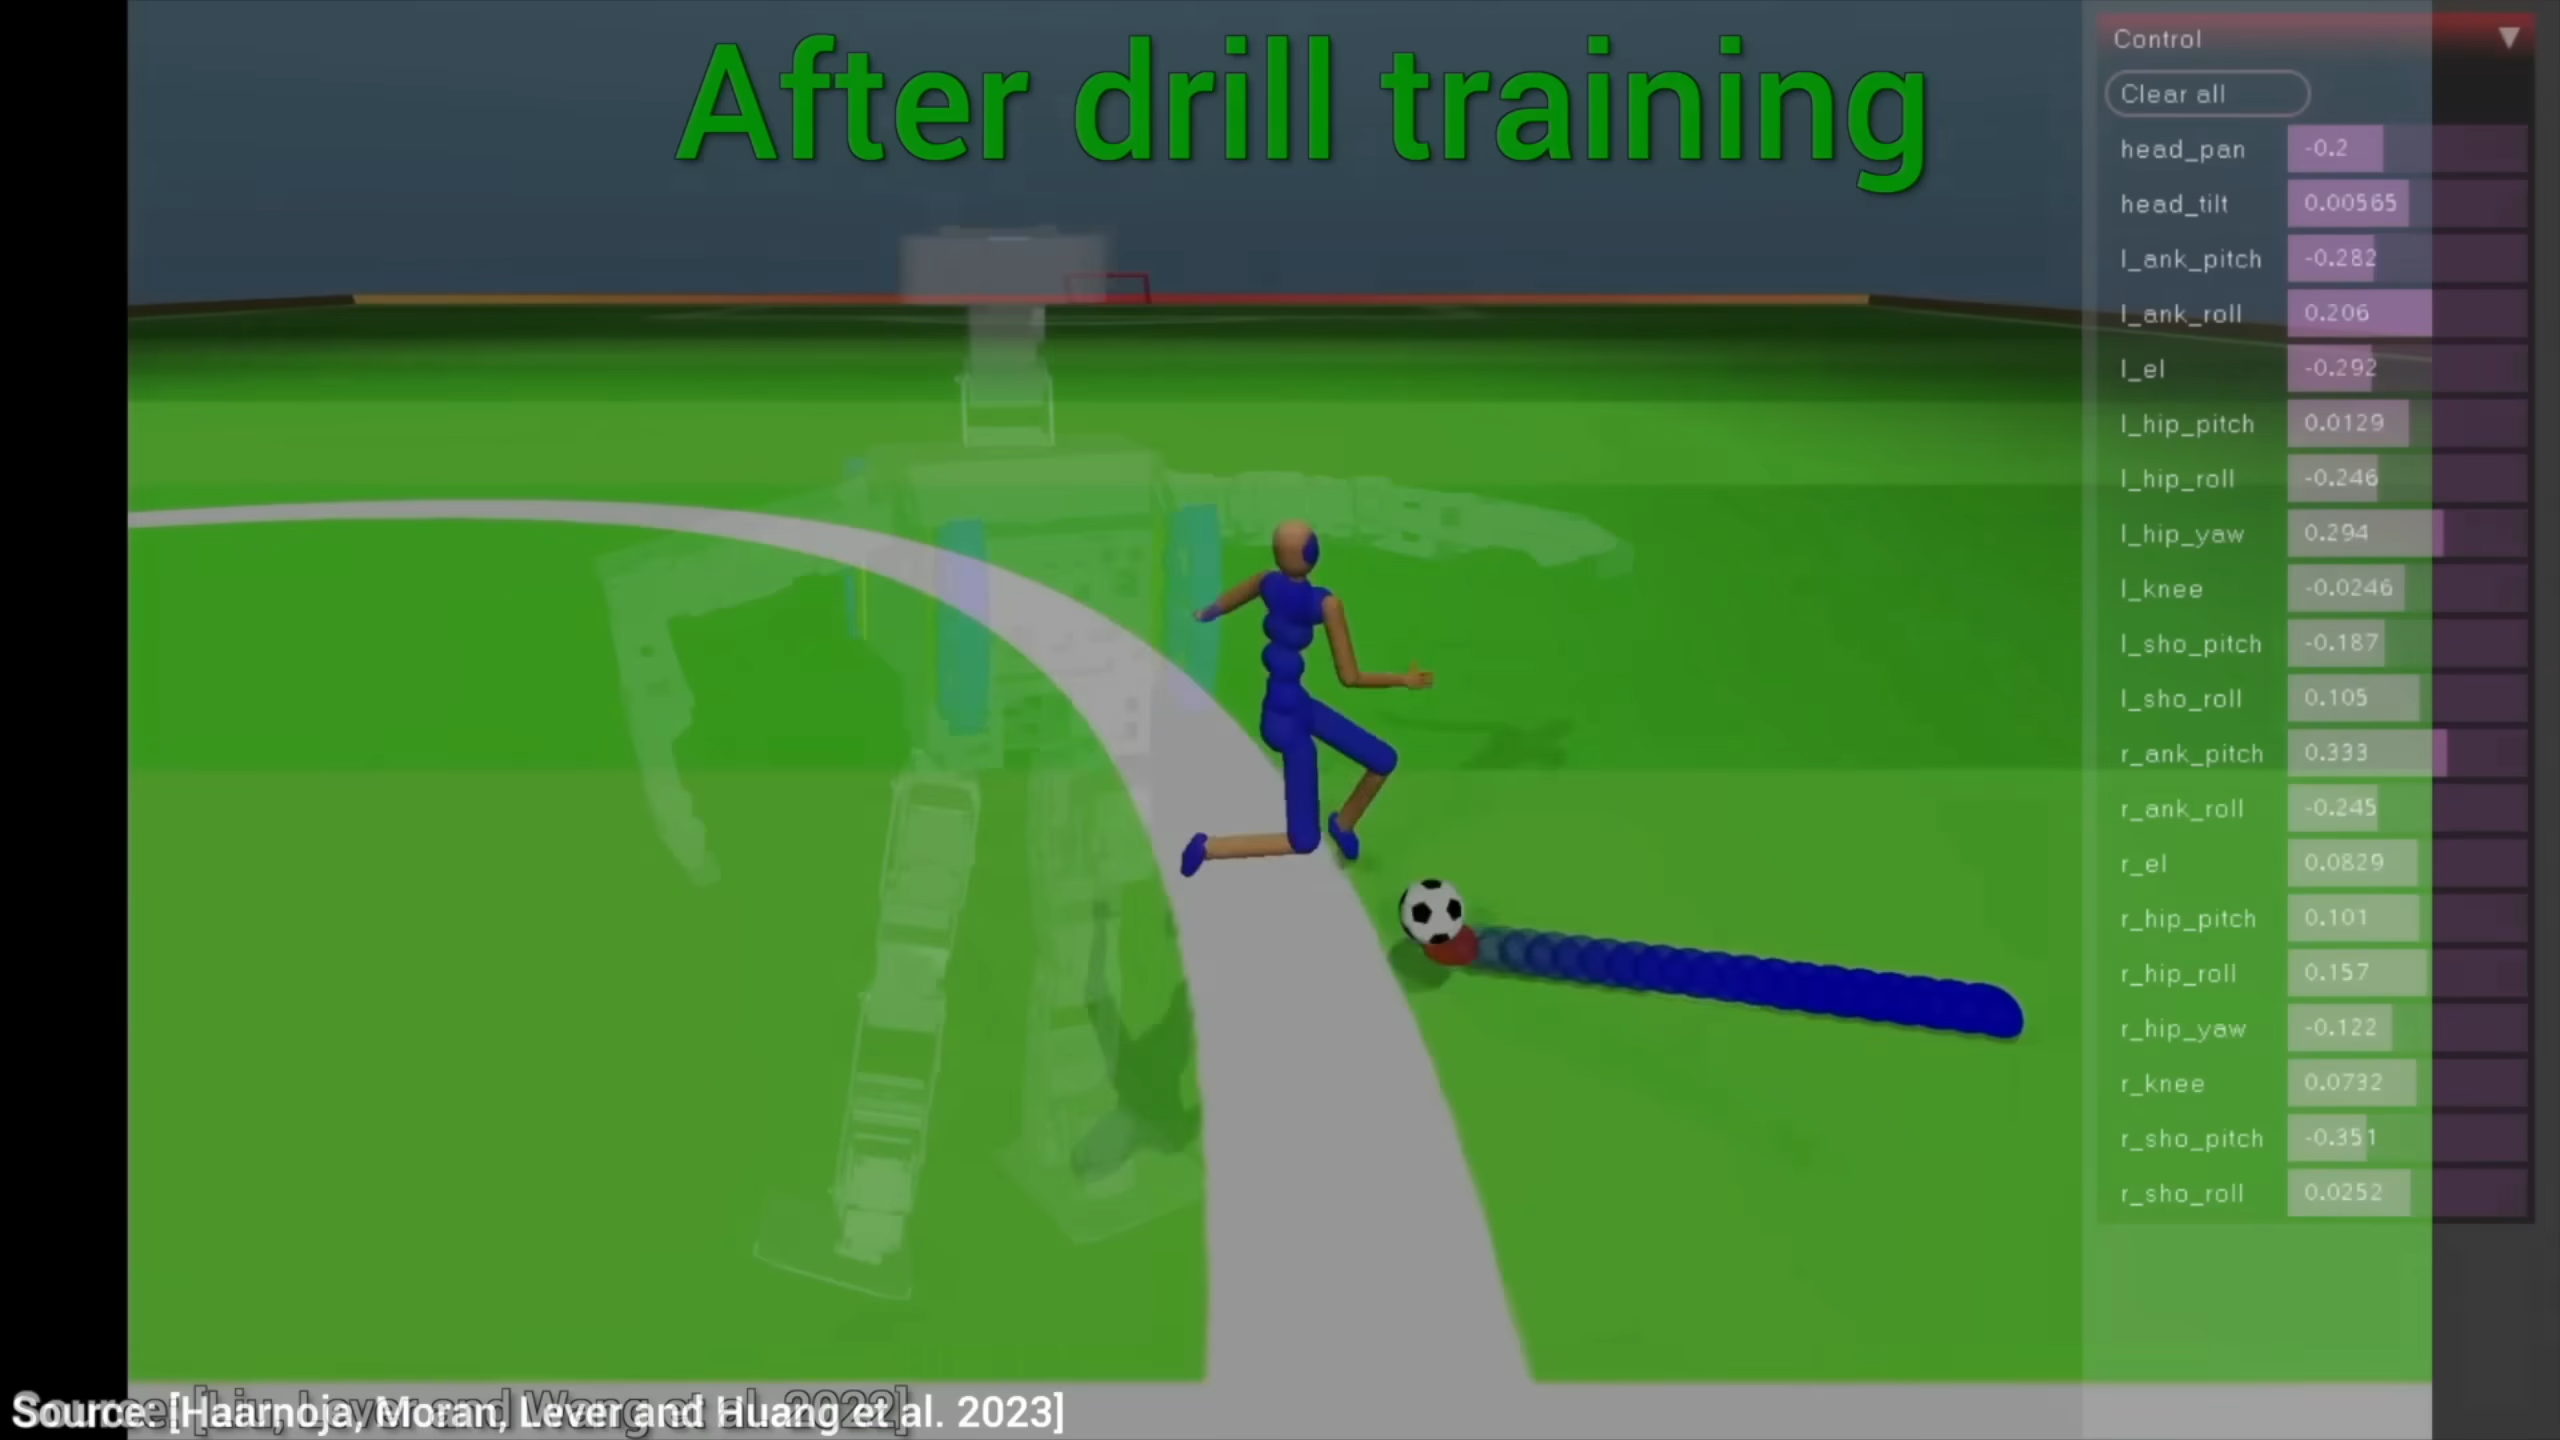 After drill training
Control
Clear all
head_pan -0.2
head_tilt 0.00565
l_ank_pitch -0.282
l_ank_roll 0.206
l_el -0.292
l_hip_pitch 0.0129
l_hip_roll -0.246
l_hip_yaw 0.294
l_knee -0.0246
l_sho_pitch -0.187
l_sho_roll 0.105
r_ank_pitch 0.333
r_ank_roll -0.245
r_el 0.0829
r_hip_pitch 0.101
r_hip_roll 0.157
r_hip_yaw -0.122
r_knee 0.0732
r_sho_pitch -0.351
r_sho_roll 0.0252
Source: [Haarnoja, Moran, Lever and Huang et al. 2023]